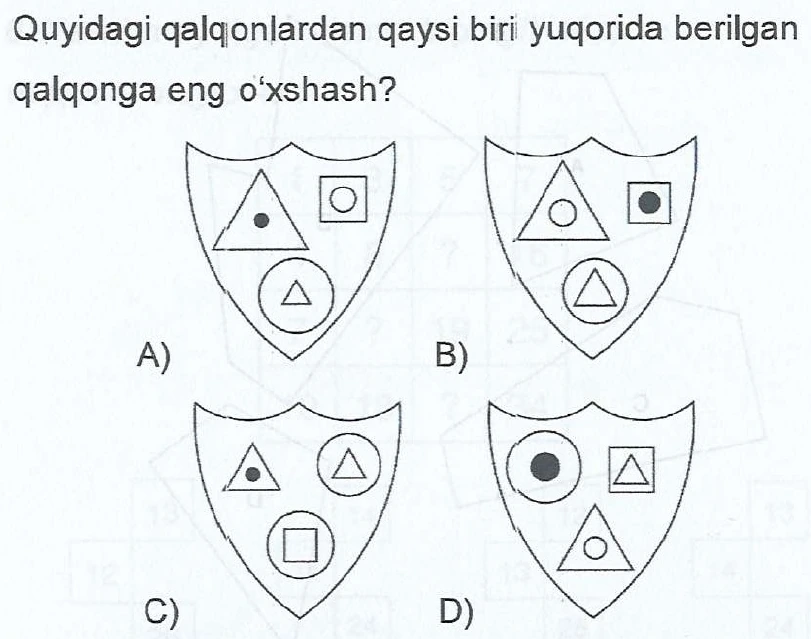 Quyidagi qalqonlardan qaysi biri yuqorida berilgan
qalqonga eng o‘xshash?
A)
B)
C)
D)